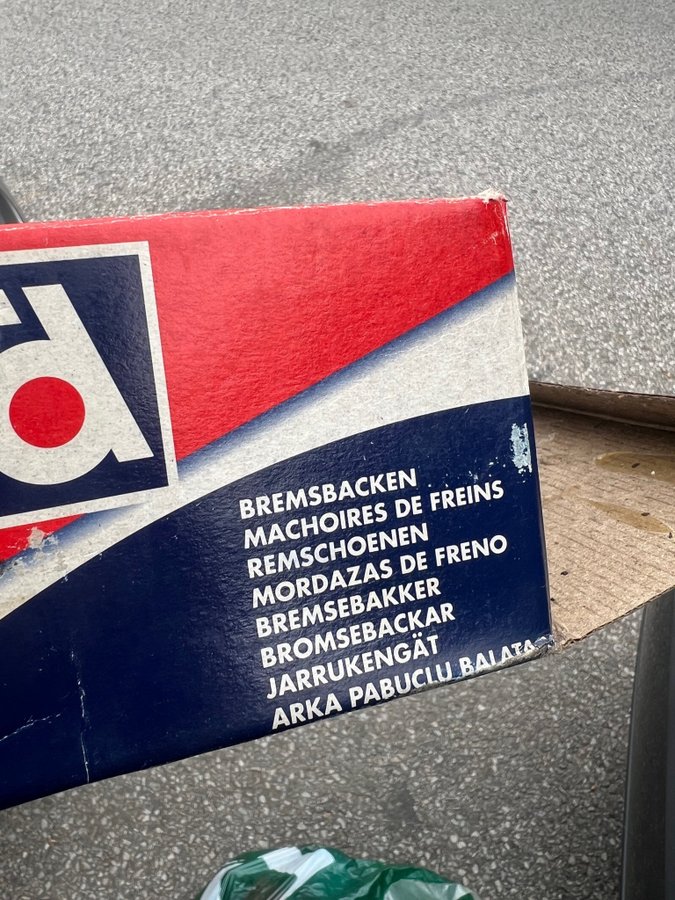 d
BREMSBACKEN
MACHOIRES DE FREINS
REMSCHOENEN
MORDAZAS DE FRENO
BREMSEBAKKER
BROMSEBACKAR
JARRUKENGÄT
ARKA PABUCLU BALATA